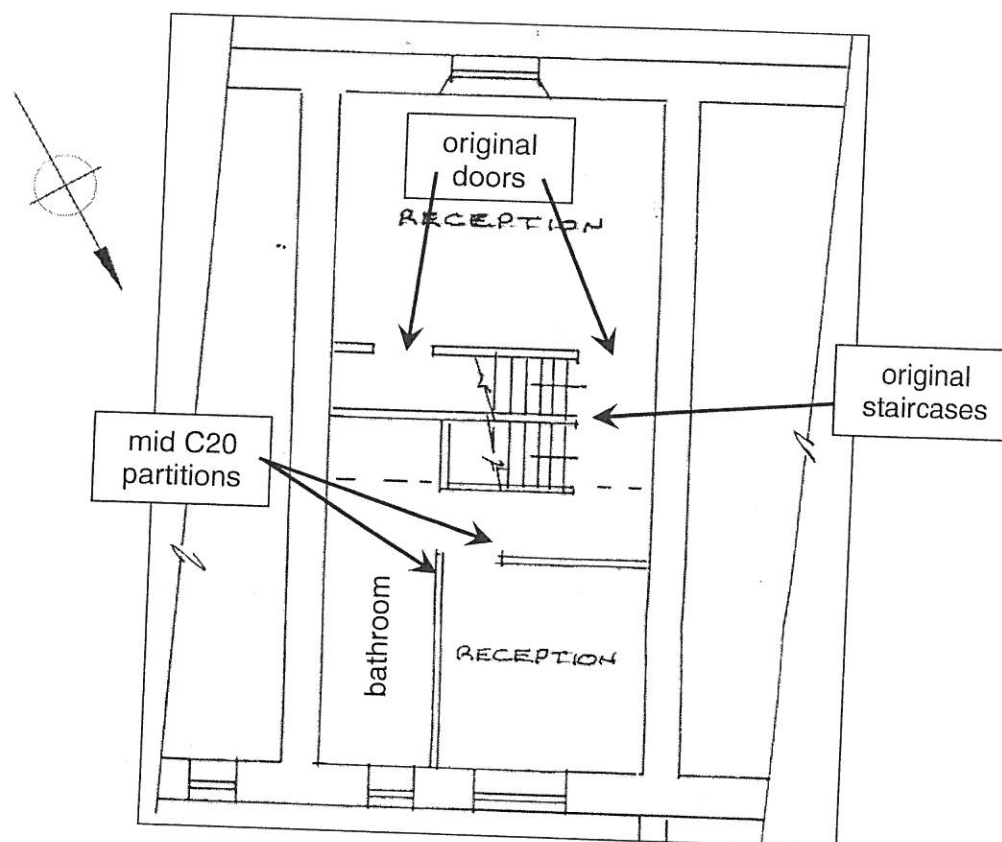 original
doors
RECEPTION
original
staircases
mid C20
partitions
bathroom
RECEPTION